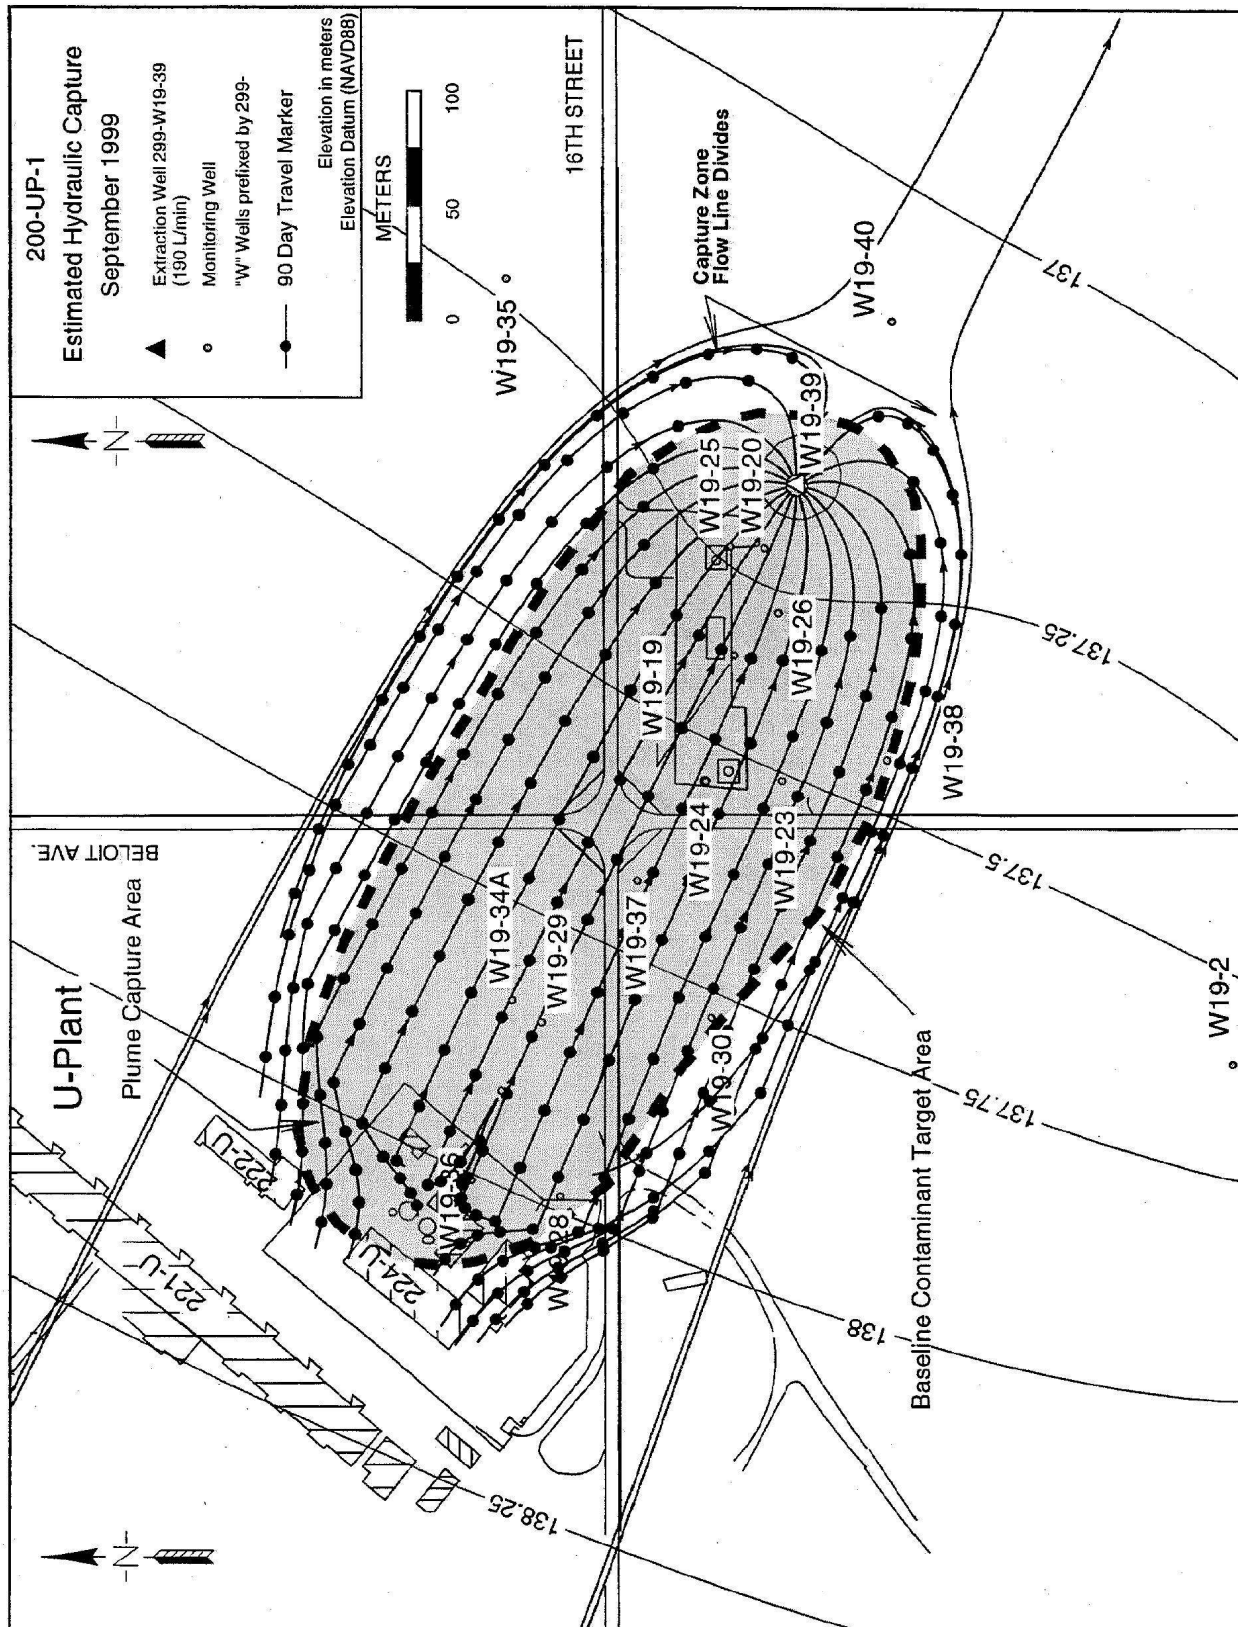 200-UP-1
Estimated Hydraulic Capture
September 1999
Extraction Well 299-W19-39
(190 L/min)
Monitoring Well
"W" Wells prefixed by 299-
90 Day Travel Marker
Elevation in meters
Elevation Datum (NAVD88)
METERS
0
50
100
-N-
-N-
16TH STREET
BELOIT AVE.
U-Plant
Plume Capture Area
222-U
221-U
224-U
Capture Zone
Flow Line Divides
Baseline Contaminant Target Area
W19-35
W19-40
W19-39
W19-25
W19-20
W19-26
W19-19
W19-38
W19-24
W19-23
W19-34A
W19-29
W19-37
W19-30
W19-36
28
W19-2
137
137.25
137.5
137.75
138
138.25